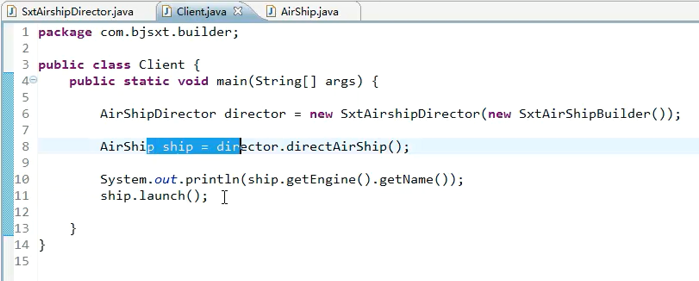 SxtAirshipDirector.java Client.java AirShip.java
1 package com.bjsxt.builder;
2
3 public class Client {
4 public static void main(String[] args) {
5
6 AirShipDirector director = new SxtAirshipDirector(new SxtAirShipBuilder());
7
8 AirShip ship = director.directAirShip();
9
10 System.out.println(ship.getEngine().getName());
11 ship.launch();
12
13 }
14 }
15